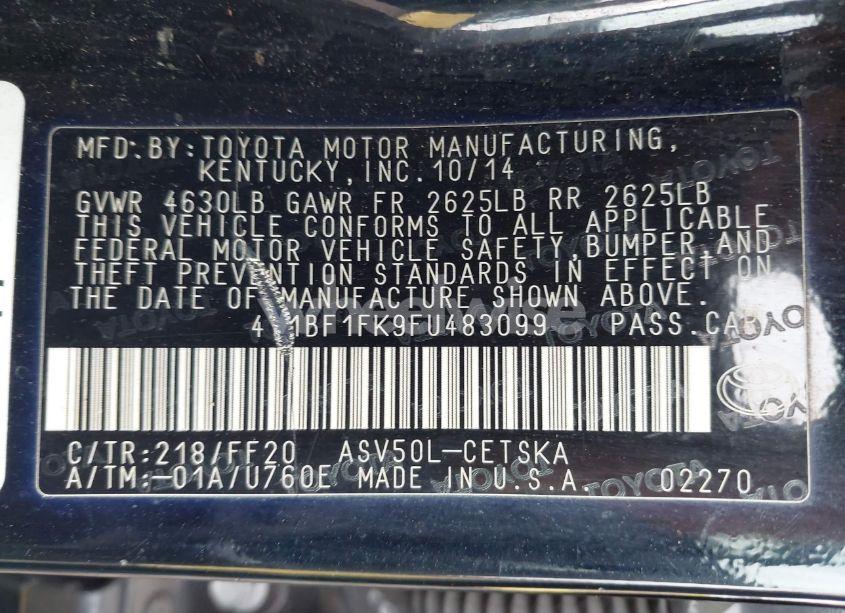 MFD.BY:TOYOTA MOTOR MANUFACTURING,
KENTUCKY,INC.10/14
GVWR 4630LB GAWR FR 2625LB RR 2625LB
THIS VEHICLE CONFORMS TO ALL APPLICABLE
FEDERAL MOTOR VEHICLE SAFETY,BUMPER,AND
THEFT PREVENTION STANDARDS IN EFFECT ON
THE DATE OF MANUFACTURE SHOWN ABOVE.
PASS.CAR
C/TR:218/FF20 ASV50L-CETSKA
A/TM:-01A/U760E MADE IN U.S.A. 02270